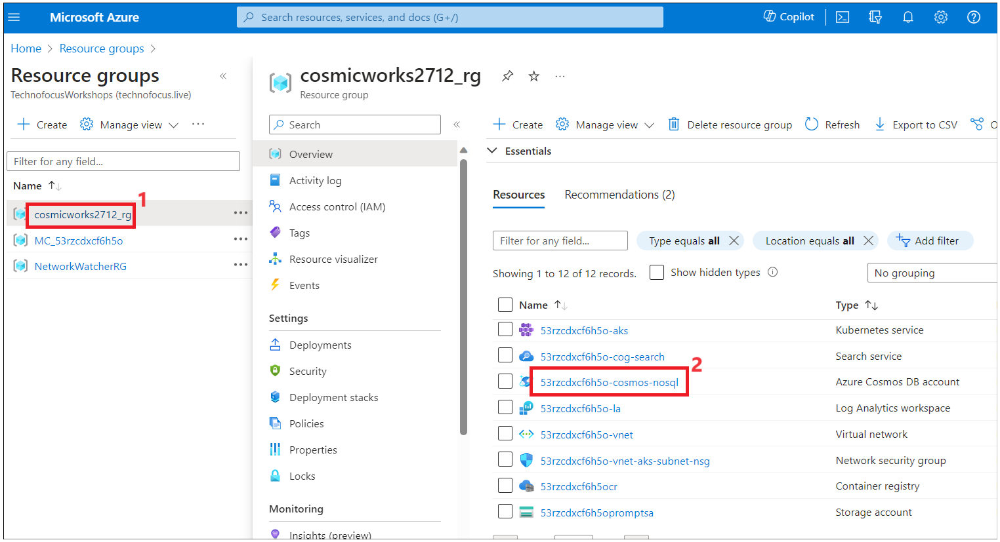 Microsoft Azure
Search resources, services, and docs (G+/)
Copilot
Home > Resource groups >
Resource groups
TechnofocusWorkshops (technofocus.live)
Create
Manage view
Filter for any field...
Name
1
cosmicworks2712_rg
MC_53rzcdxcf6h5o
NetworkWatcherRG
cosmicworks2712_rg
Resource group
Search
Overview
Activity log
Access control (IAM)
Tags
Resource visualizer
Events
Settings
Deployments
Security
Deployment stacks
Policies
Properties
Locks
Monitoring
Insights (preview)
Create
Manage view
Delete resource group
Refresh
Export to CSV
O
Essentials
Resources
Recommendations (2)
Filter for any field...
Type equals all
Location equals all
Add filter
Showing 1 to 12 of 12 records.
Show hidden types
No grouping
Name
Type
53rzcdxcf6h5o-aks
Kubernetes service
53rzcdxcf6h5o-cog-search
Search service
2
53rzcdxcf6h5o-cosmos-nosql
Azure Cosmos DB account
53rzcdxcf6h5o-la
Log Analytics workspace
53rzcdxcf6h5o-vnet
Virtual network
53rzcdxcf6h5o-vnet-aks-subnet-nsg
Network security group
53rzcdxcf6h5ocr
Container registry
53rzcdxcf6h5opromptsa
Storage account